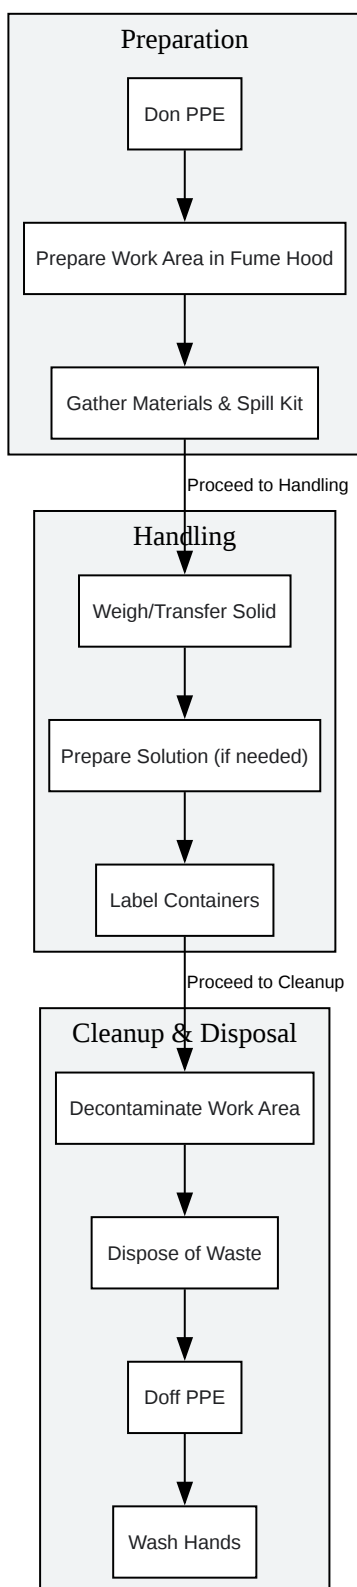 Preparation
Don PPE
Prepare Work Area in Fume Hood
Gather Materials & Spill Kit
Proceed to Handling
Handling
Weigh/Transfer Solid
Prepare Solution (if needed)
Label Containers
Proceed to Cleanup
Cleanup & Disposal
Decontaminate Work Area
Dispose of Waste
Doff PPE
Wash Hands